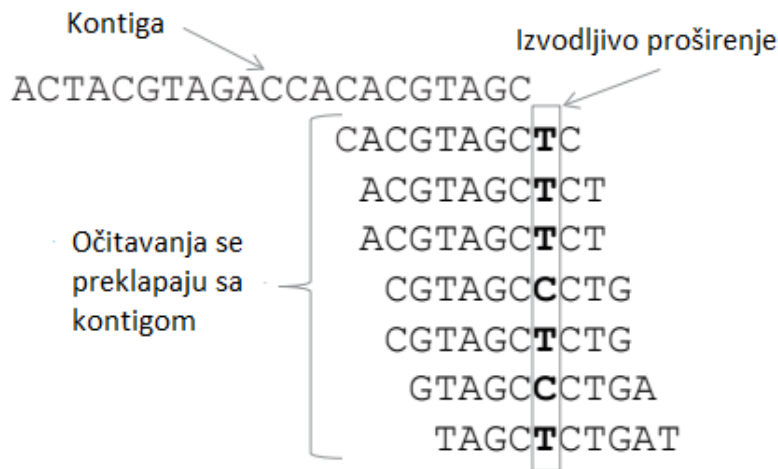 Kontiga
Izvodljivo proširenje
ACTACGTAGACCACACGTAGC
CACGTAGCTC
ACGTAGCTCT
ACGTAGCTCT
Očitavanja se
preklapaju sa
kontigom
CGTAGCCCTG
CGTAGCTCTG
GTAGCCCTGA
TAGCTCTGAT